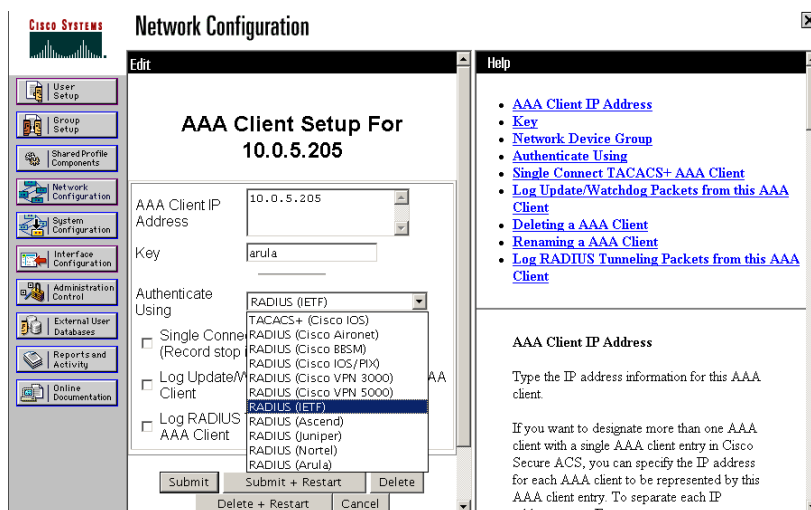 CISCO SYSTEMS
Network Configuration
User
Setup
Group
Setup
Shared Profile
Components
Network
Configuration
System
Configuration
Interface
Configuration
Administration
Control
External User
Databases
Reports and
Activity
Online
Documentation
Edit
AAA Client Setup For
10.0.5.205
AAA Client IP
Address
10.0.5.205
Key
arula
Authenticate
Using
RADIUS (IETF)
TACACS+ (Cisco IOS)
RADIUS (Cisco Aironet)
RADIUS (Cisco BBSM)
RADIUS (Cisco IOS/PIX)
RADIUS (Cisco VPN 3000)
RADIUS (Cisco VPN 5000)
RADIUS (IETF)
RADIUS (Ascend)
RADIUS (Juniper)
RADIUS (Nortel)
RADIUS (Arula)
Single
(Record stop
Log
AA
Client
Log RADIUS
AAA Client
Submit
Submit + Restart
Delete
Delete + Restart
Cancel
Help
AAA Client IP Address
Key
Network Device Group
Authenticate Using
Single Connect TACACS+ AAA Client
Log Update/Watchdog Packets from this AAA
Client
Deleting a AAA Client
Renaming a AAA Client
Log RADIUS Tunneling Packets from this AAA
Client
AAA Client IP Address
Type the IP address information for this AAA
client.
If you want to designate more than one AAA
client with a single AAA client entry in Cisco
Secure ACS, you can specify the IP address
for each AAA client to be represented by this
AAA client entry. To separate each IP